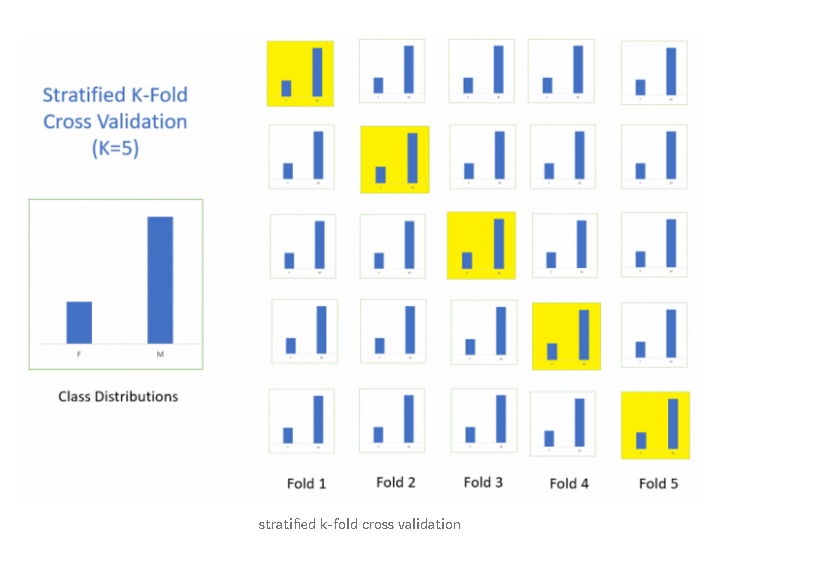 Stratified K-Fold
Cross Validation
(K=5)
F M
Class Distributions
Fold 1 Fold 2 Fold 3 Fold 4 Fold 5
stratified k-fold cross validation